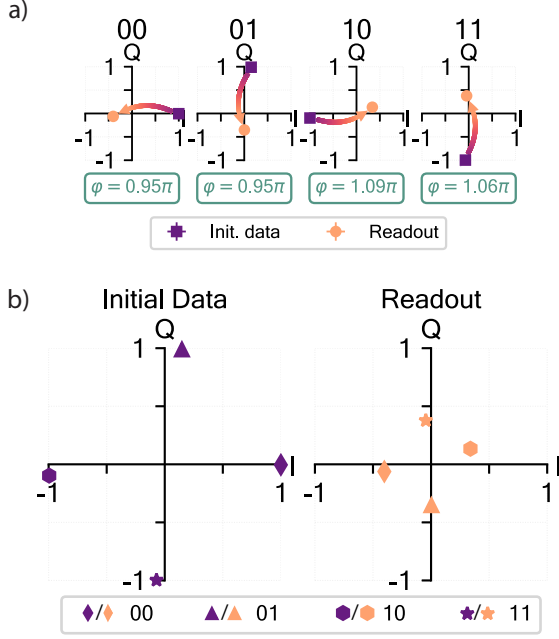 a)
00 01 10 11
Q Q Q Q
1 1 1 1
-1 1 I -1 1 I -1 1 I -1 1 I
-1 -1 -1 -1
φ = 0.95π φ = 0.95π φ = 1.09π φ = 1.06π
Init. data Readout
b)
Initial Data Readout
Q Q
1 1
-1 1 I -1 1 I
-1 -1
/ 00 / 01 / 10 / 11